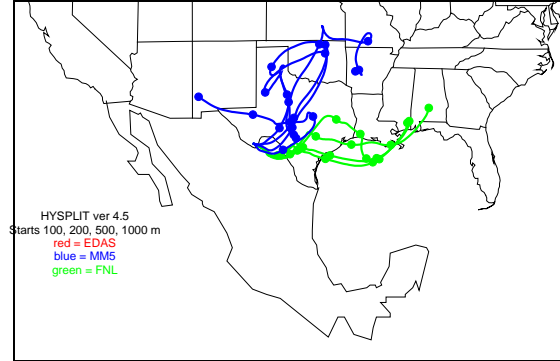 HYSPLIT ver 4.5
Starts 100, 200, 500, 1000 m
red = EDAS
blue = MM5
green = FNL